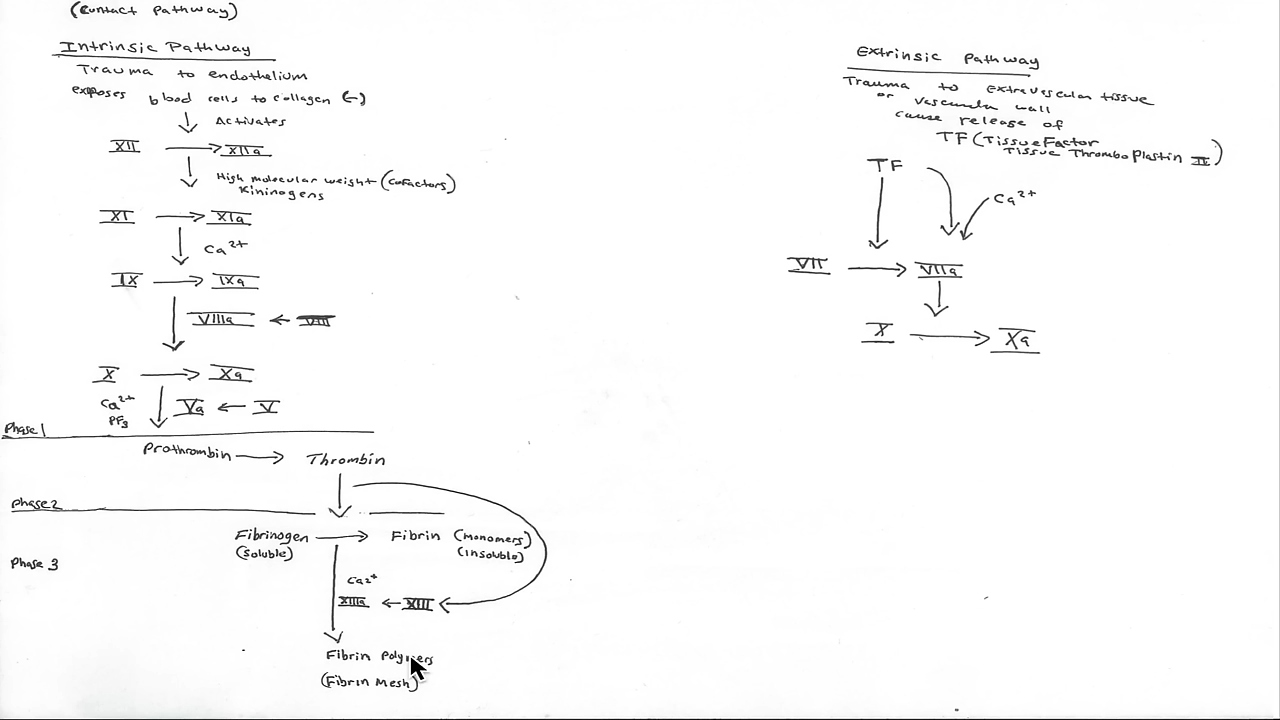 (Contact Pathway)
Intrinsic Pathway
Trauma to endothelium
exposes blood cells to collagen (-)
Activates
XII → XIIa
High molecular weight (Cofactors)
Kininogens
XI → XIa
Ca2+
IX → IXa
VIIIa ← VIII
X → Xa
Ca2+
PF3
Va ← V
Phase 1
Prothrombin → Thrombin
Phase 2
Fibrinogen → Fibrin (monomers)
(Soluble) (Insoluble)
Phase 3
Ca2+
XIIIa ← XIII
Fibrin Polymers
(Fibrin Mesh)
Extrinsic Pathway
Trauma to extravascular tissue
or vascular wall
cause release of
TF (Tissue Factor
Tissue ThromboPlastin III)
TF
Ca2+
VII → VIIa
X → Xa